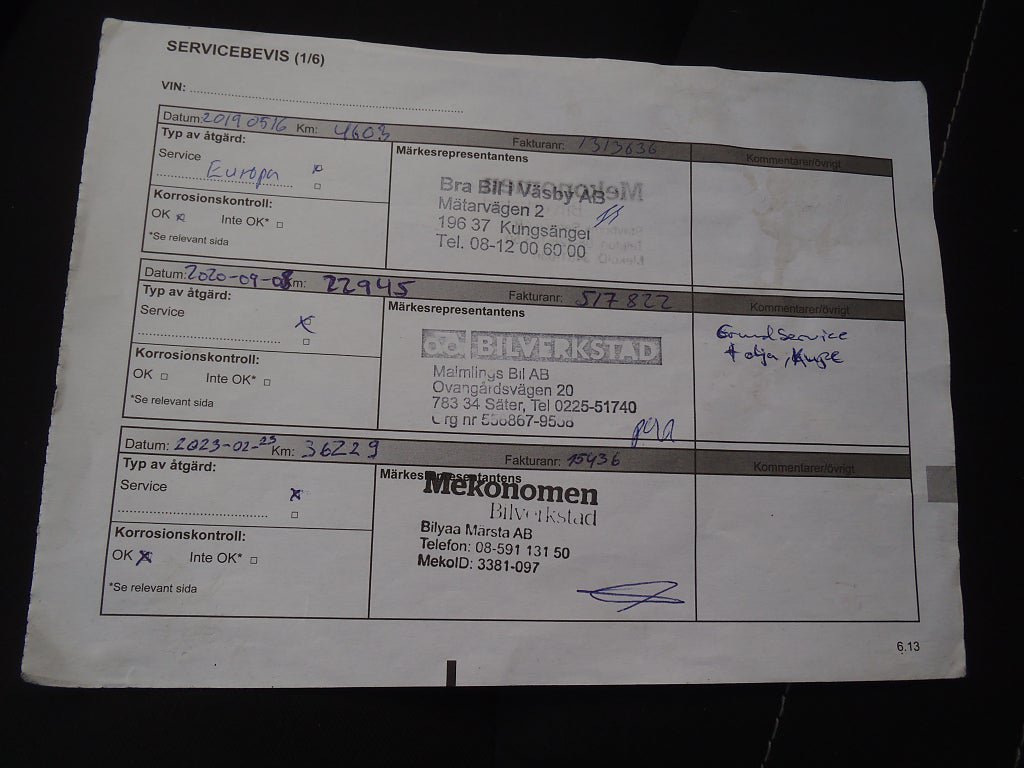 SERVICEBEVIS (1/6)
VIN:
Datum: 20190516 Km: 4603 Fakturanr: 1313636 Kommentarer/övrigt
Typ av åtgärd:
Service x
Europa
Korrosionskontroll:
OK x Inte OK*
*Se relevant sida
Märkesrepresentantens
Bra Bil i Väsby AB
Mätarvägen 2
196 37 Kungsängen
Tel. 08-12 00 60 00
Mekonomen
Datum: 2020-09-08 Km: 22945 Fakturanr: 517822 Kommentarer/övrigt
Typ av åtgärd:
Service x
Korrosionskontroll:
OK Inte OK*
*Se relevant sida
Märkesrepresentantens
BILVERKSTAD
Malmlings Bil AB
Ovangårdsvägen 20
783 34 Säter, Tel 0225-51740
Grundservice
+ olja,
Datum: 2023-02-23 Km: 36229 Fakturanr: 15436 Kommentarer/övrigt
Typ av åtgärd:
Service x
Korrosionskontroll:
OK x Inte OK*
*Se relevant sida
Märkesrepresentantens
Mekonomen
Bilverkstad
Bilyaa Märsta AB
Telefon: 08-591 131 50
MekoID: 3381-097
6.13